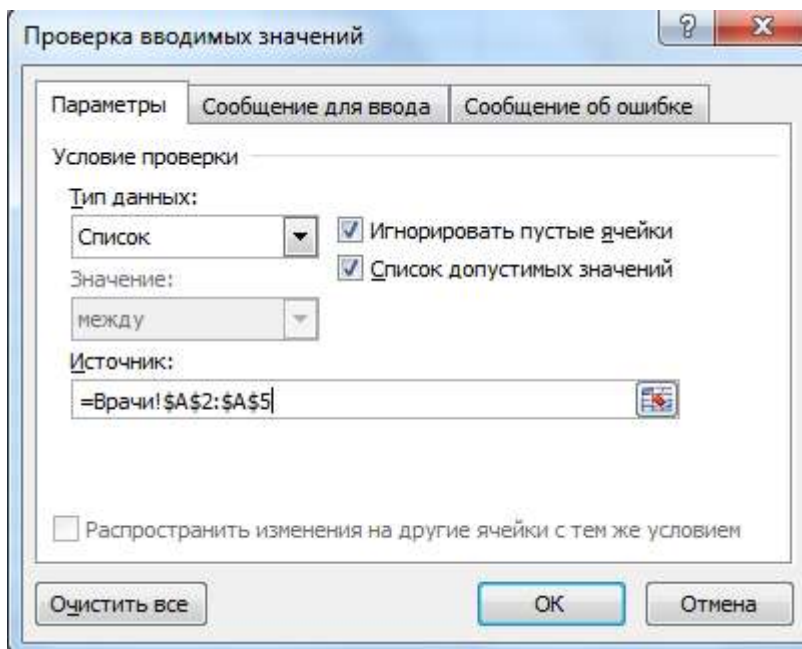 Проверка вводимых значений
?
Параметры Сообщение для ввода Сообщение об ошибке
Условие проверки
Тип данных:
Список Игнорировать пустые ячейки
Список допустимых значений
Значение:
между
Источник:
=Врачи!$A$2:$A$5
Распространить изменения на другие ячейки с тем же условием
Очистить все ОК Отмена